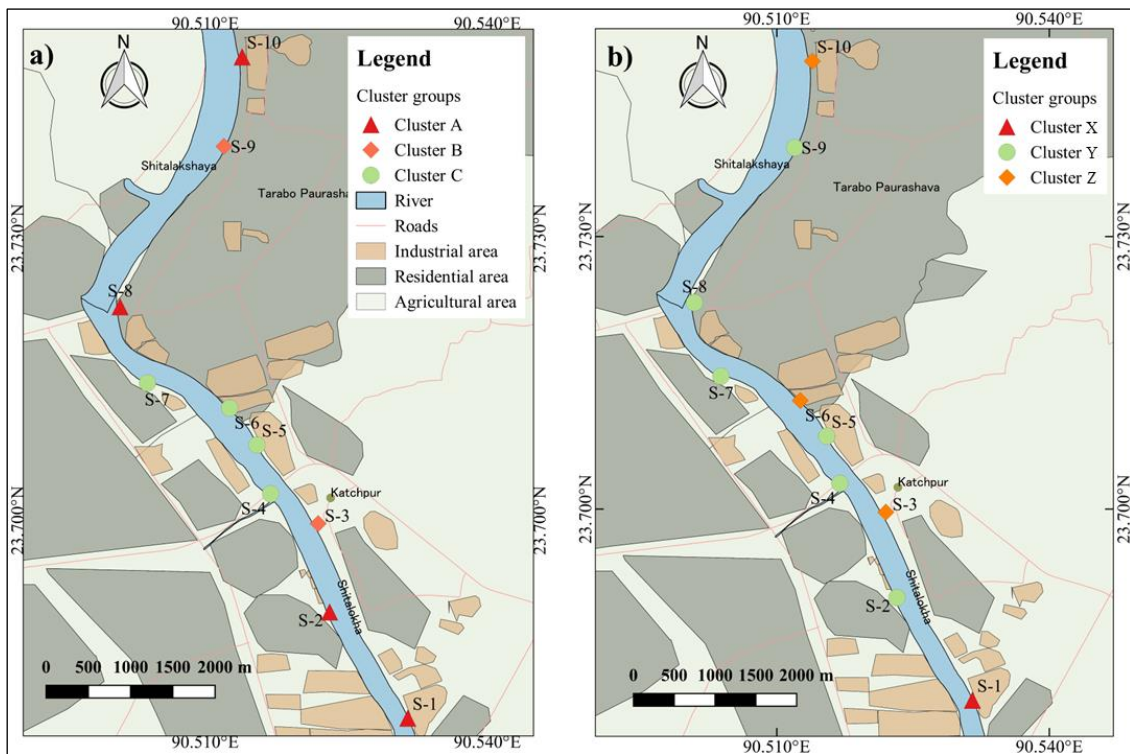 90.510°E
90.540°E
a)
N
Legend
Cluster groups
Cluster A
Cluster B
Cluster C
River
Roads
Industrial area
Residential area
Agricultural area
S-10
S-9
Shitalakshaya
Tarabo Paurasha
23.730°N
S-8
S-7
S-6
S-5
S-4
Katchpur
S-3
23.700°N
Shitalokha
S-2
0 500 1000 1500 2000 m
S-1
90.510°E
90.540°E
90.510°E
90.540°E
b)
N
Legend
Cluster groups
Cluster X
Cluster Y
Cluster Z
S-10
S-9
Shitalakshaya
Tarabo Paurashava
23.730°N
23.730°N
S-8
S-7
S-6
S-5
S-4
Katchpur
S-3
23.700°N
23.700°N
Shitalokha
S-2
0 500 1000 1500 2000 m
S-1
90.510°E
90.540°E